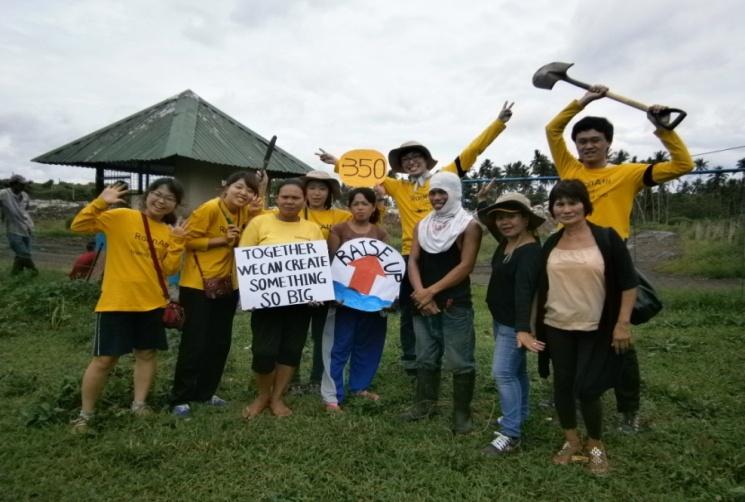 350
TOGETHER
WE CAN CREATE
SOMETHING
SO BIG
RAISE UP